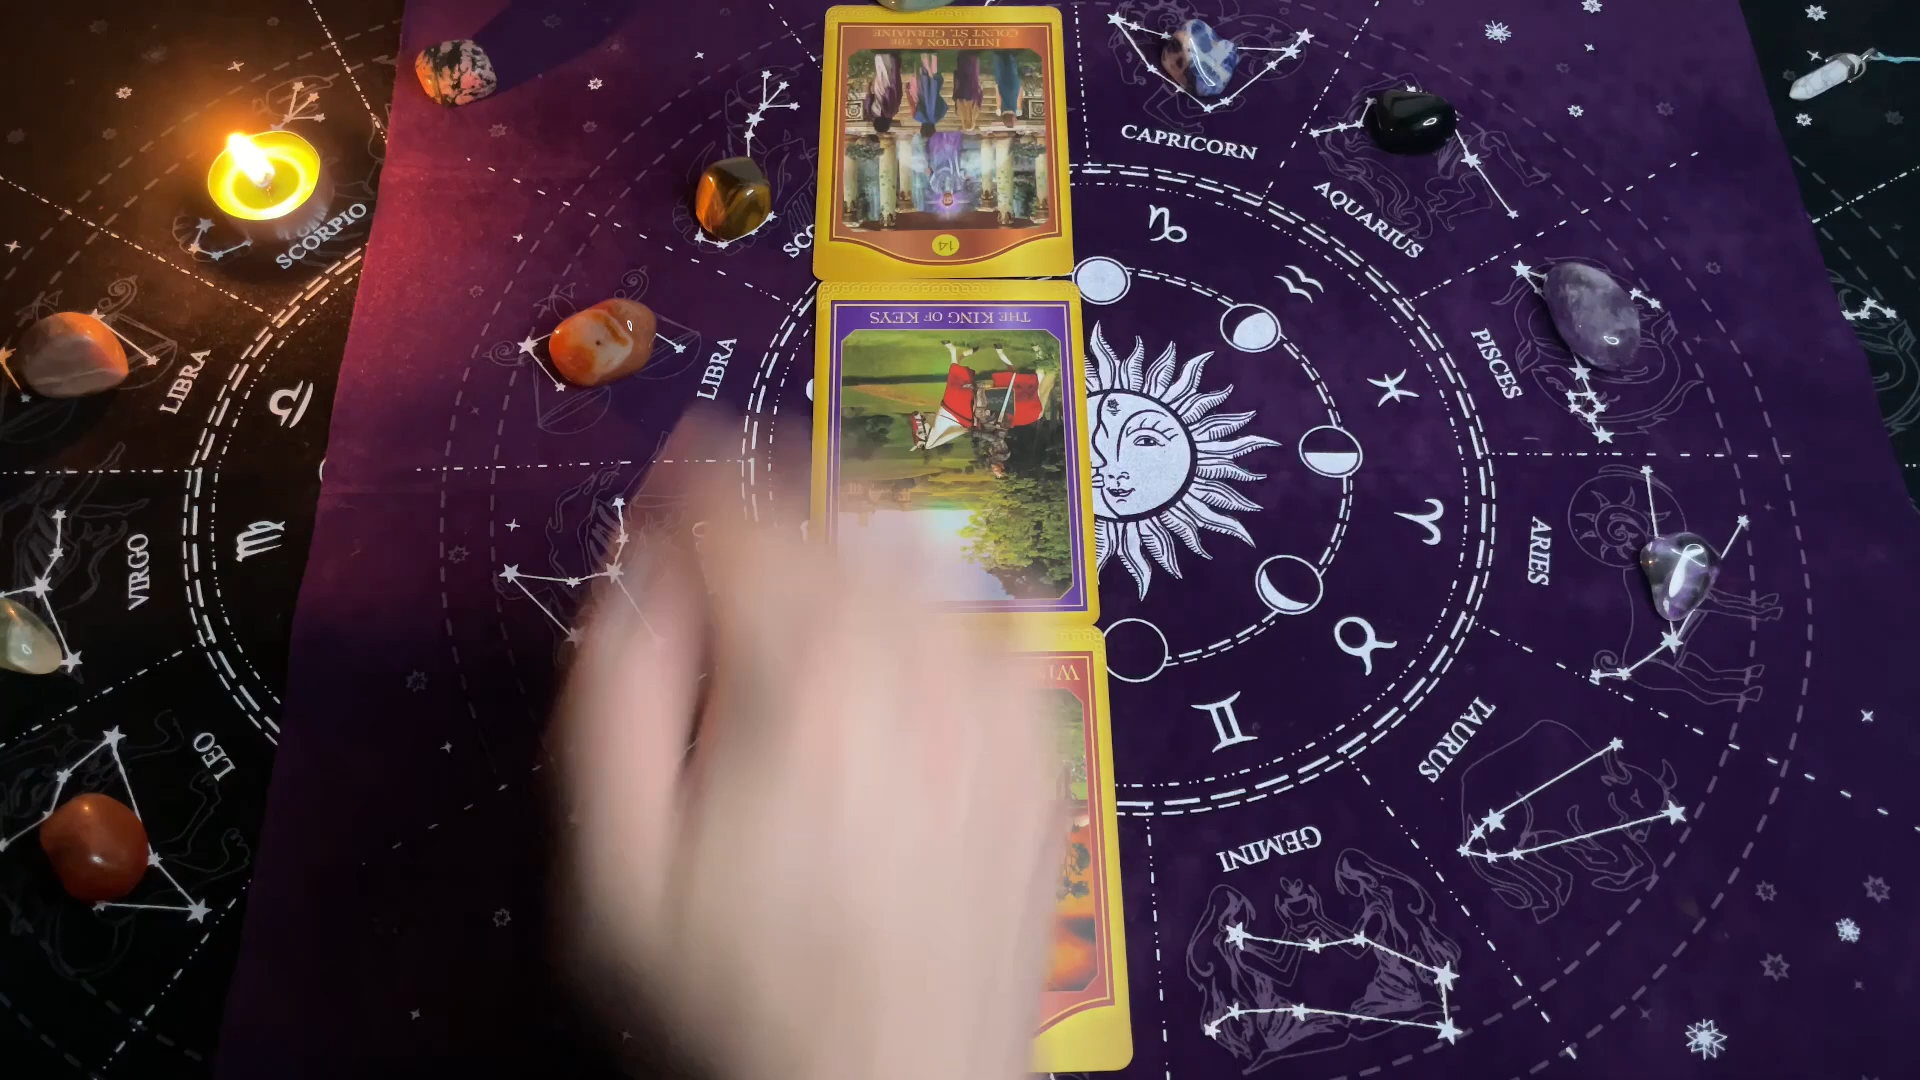 INITIATION & THE
COUNT ST. GERMAINE
14
THE KING OF KEYS
CAPRICORN
AQUARIUS
PISCES
ARIES
TAURUS
GEMINI
LIBRA
SCORPIO
LIBRA
VIRGO
LEO